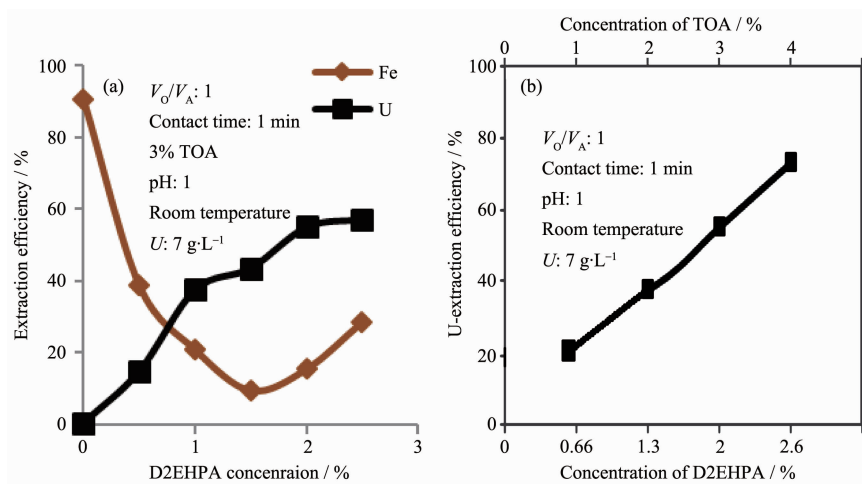 Concentration of TOA / %
0 1 2 3 4
100
80
60
40
20
0
Extraction efficiency / %
(a)
Fe
U
VO/VA: 1
Contact time: 1 min
3% TOA
pH: 1
Room temperature
U: 7 g·L⁻¹
0 1 2 3
D2EHPA concenraion / %
100
80
60
40
20
0
U-extraction efficiency / %
(b)
VO/VA: 1
Contact time: 1 min
pH: 1
Room temperature
U: 7 g·L⁻¹
0 0.66 1.3 2 2.6
Concentration of D2EHPA / %